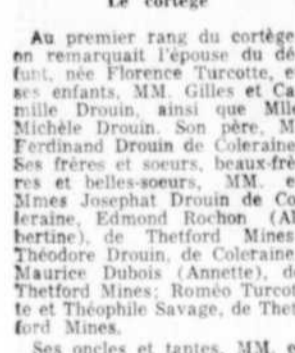 Le cortège
Au premier rang du cortège
on remarquait l'épouse du dé-
funt, née Florence Turcotte, e
ses enfants, MM. Gilles et Ca-
mille Drouin, ainsi que Mlle
Michèle Drouin. Son père, M
Ferdinand Drouin de Coleraine
Ses frères et soeurs, beaux-frè-
res et belles-soeurs, MM. e
Mmes Josephat Drouin de Co-
leraine, Edmond Rochon (Al-
bertine), de Thetford Mines
Théodore Drouin, de Coleraine
Maurice Dubois (Annette), d
Thetford Mines; Roméo Turcot-
te et Théophile Savage, de Thet-
ford Mines.
Ses oncles et tantes, MM. e